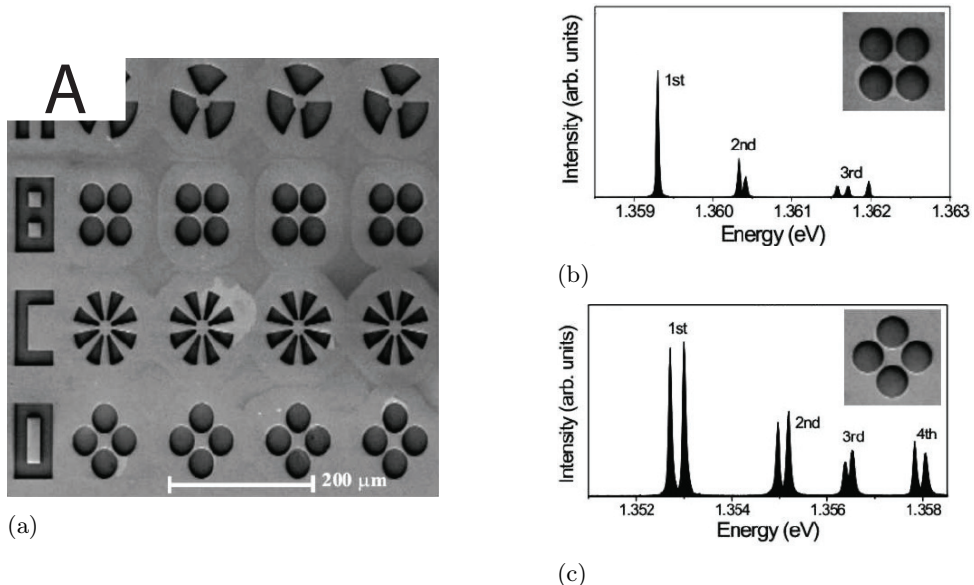 A
B
C
D
200 μm
(a)
Intensity (arb. units)
1st
2nd
3rd
1.359 1.360 1.361 1.362 1.363
Energy (eV)
(b)
Intensity (arb. units)
1st
2nd
3rd
4th
1.352 1.354 1.356 1.358
Energy (eV)
(c)